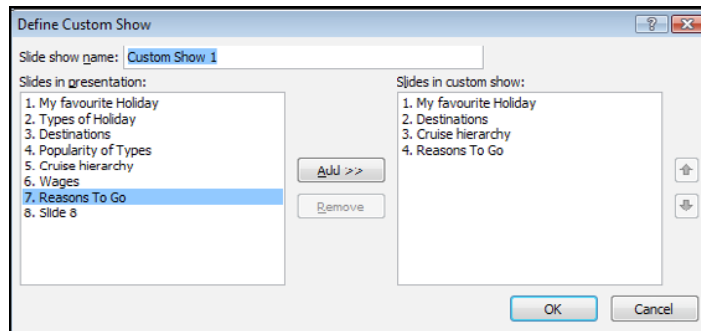 Define Custom Show
Slide show name: Custom Show 1
Slides in presentation:
1. My favourite Holiday
2. Types of Holiday
3. Destinations
4. Popularity of Types
5. Cruise hierarchy
6. Wages
7. Reasons To Go
8. Slide 8
Add >>
Remove
Slides in custom show:
1. My favourite Holiday
2. Destinations
3. Cruise hierarchy
4. Reasons To Go
OK
Cancel